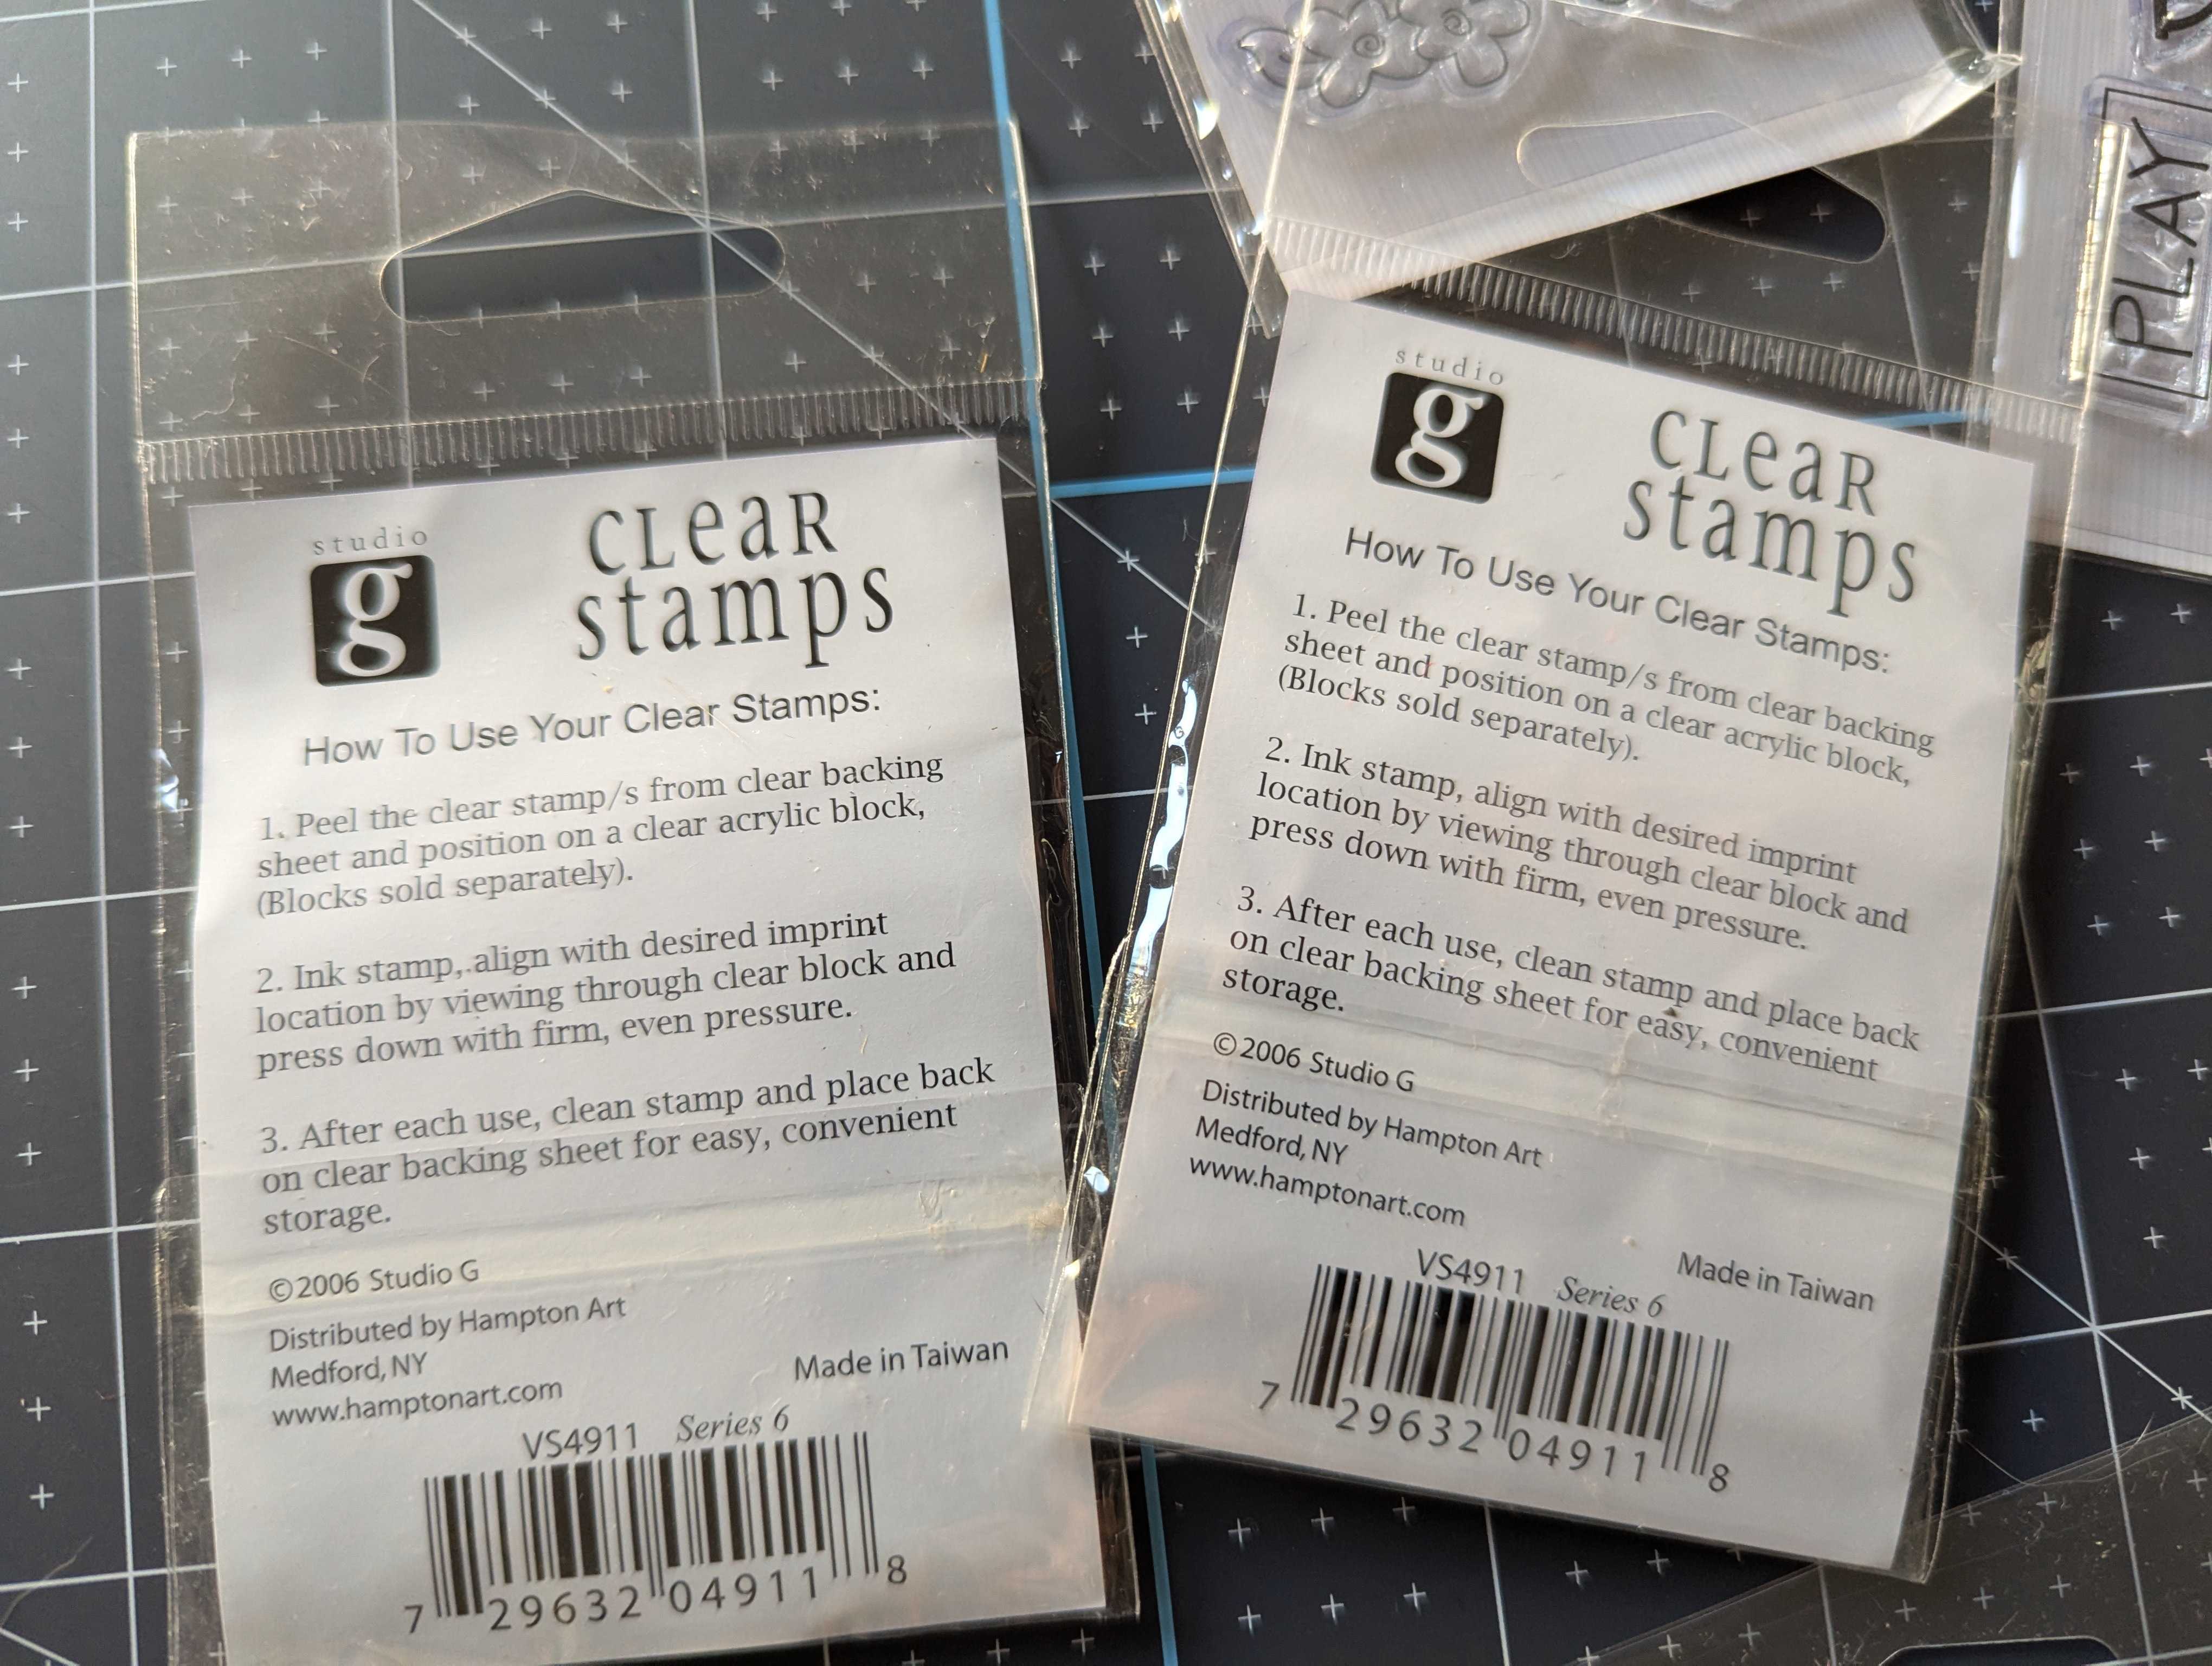 studio
g
CLeaR
stamps
How To Use Your Clear Stamps:
1. Peel the clear stamp/s from clear backing
sheet and position on a clear acrylic block,
(Blocks sold separately).
2. Ink stamp, align with desired imprint
location by viewing through clear block and
press down with firm, even pressure.
3. After each use, clean stamp and place back
on clear backing sheet for easy, convenient
storage.
©2006 Studio G
Distributed by Hampton Art
Medford, NY
www.hamptonart.com
Made in Taiwan
VS4911 Series 6
7 29632 04911 8
studio
g
CLeaR
stamps
How To Use Your Clear Stamps:
1. Peel the clear stamp/s from clear backing
sheet and position on a clear acrylic block,
(Blocks sold separately).
2. Ink stamp, align with desired imprint
location by viewing through clear block and
press down with firm, even pressure.
3. After each use, clean stamp and place back
on clear backing sheet for easy, convenient
storage.
©2006 Studio G
Distributed by Hampton Art
Medford, NY
www.hamptonart.com
Made in Taiwan
VS4911 Series 6
7 29632 04911 8
PLAY